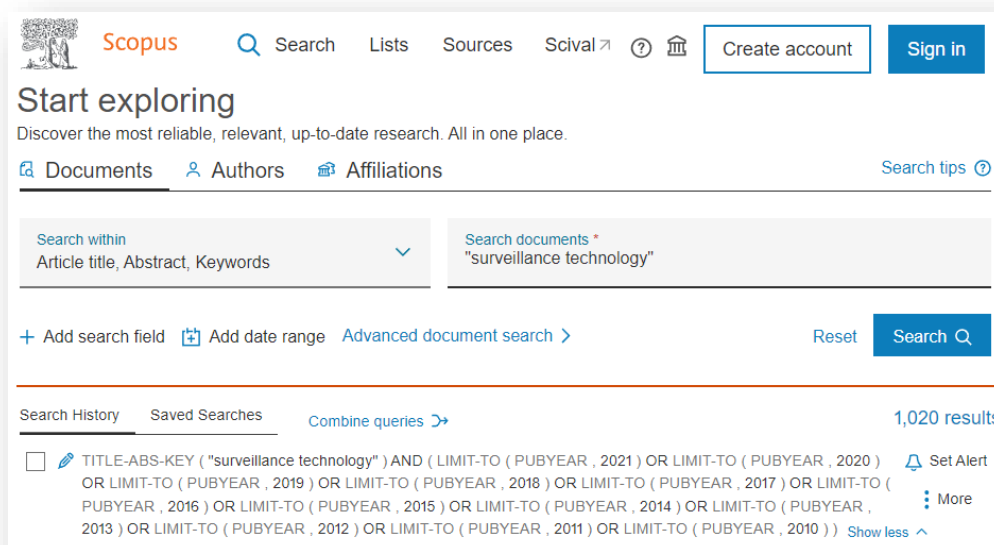 Scopus Search Lists Sources Scival Create account Sign in
Start exploring
Discover the most reliable, relevant, up-to-date research. All in one place.
Documents Authors Affiliations Search tips
Search within
Article title, Abstract, Keywords
Search documents *
"surveillance technology"
Add search field Add date range Advanced document search Reset Search
Search History Saved Searches Combine queries 1,020 results
TITLE-ABS-KEY ( "surveillance technology" ) AND ( LIMIT-TO ( PUBYEAR , 2021 ) OR LIMIT-TO ( PUBYEAR , 2020 ) Set Alert
OR LIMIT-TO ( PUBYEAR , 2019 ) OR LIMIT-TO ( PUBYEAR , 2018 ) OR LIMIT-TO ( PUBYEAR , 2017 ) OR LIMIT-TO (
PUBYEAR , 2016 ) OR LIMIT-TO ( PUBYEAR , 2015 ) OR LIMIT-TO ( PUBYEAR , 2014 ) OR LIMIT-TO ( PUBYEAR , More
2013 ) OR LIMIT-TO ( PUBYEAR , 2012 ) OR LIMIT-TO ( PUBYEAR , 2011 ) OR LIMIT-TO ( PUBYEAR , 2010 ) ) Show less